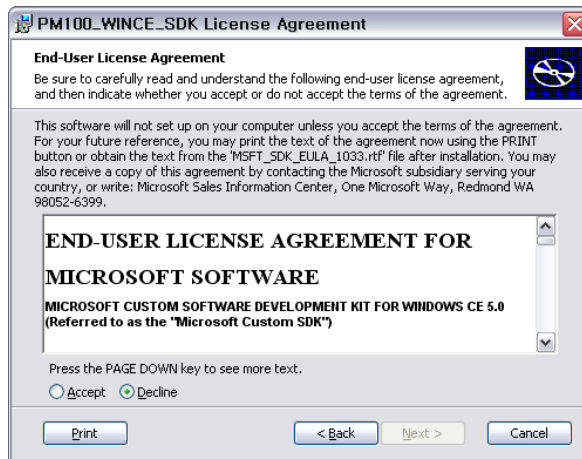 PM100_WINCE_SDK License Agreement
End-User License Agreement
Be sure to carefully read and understand the following end-user license agreement,
and then indicate whether you accept or do not accept the terms of the agreement.
This software will not set up on your computer unless you accept the terms of the agreement.
For your future reference, you may print the text of the agreement now using the PRINT
button or obtain the text from the 'MSFT_SDK_EULA_1033.rtf' file after installation. You may
also receive a copy of this agreement by contacting the Microsoft subsidiary serving your
country, or write: Microsoft Sales Information Center, One Microsoft Way, Redmond WA
98052-6399.
END-USER LICENSE AGREEMENT FOR
MICROSOFT SOFTWARE
MICROSOFT CUSTOM SOFTWARE DEVELOPMENT KIT FOR WINDOWS CE 5.0
(Referred to as the "Microsoft Custom SDK")
Press the PAGE DOWN key to see more text.
Accept Decline
Print < Back Next > Cancel